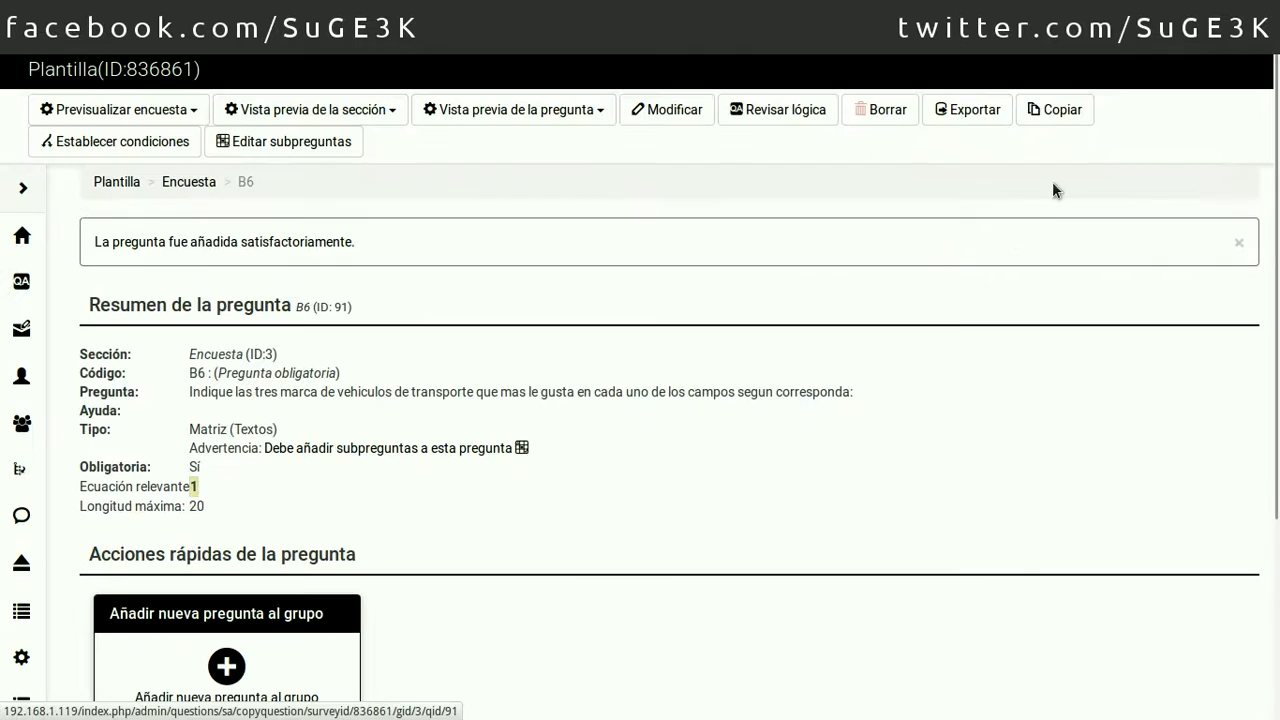 facebook.com/SuGE3K
twitter.com/SuGE3K
Plantilla(ID:836861)
Previsualizar encuesta
Vista previa de la sección
Vista previa de la pregunta
Modificar
Revisar lógica
Borrar
Exportar
Copiar
Establecer condiciones
Editar subpreguntas
Plantilla > Encuesta > B6
La pregunta fue añadida satisfactoriamente. ×
QA
Resumen de la pregunta B6 (ID: 91)
Sección: Encuesta (ID:3)
Código: B6 : (Pregunta obligatoria)
Pregunta: Indique las tres marca de vehiculos de transporte que mas le gusta en cada uno de los campos segun corresponda:
Ayuda:
Tipo: Matriz (Textos)
Advertencia: Debe añadir subpreguntas a esta pregunta
Obligatoria: Sí
Ecuación relevante 1
Longitud máxima: 20
Acciones rápidas de la pregunta
Añadir nueva pregunta al grupo
Añadir nueva pregunta al grupo
192.168.1.119/index.php/admin/questions/sa/copyquestion/surveyid/836861/gid/3/qid/91